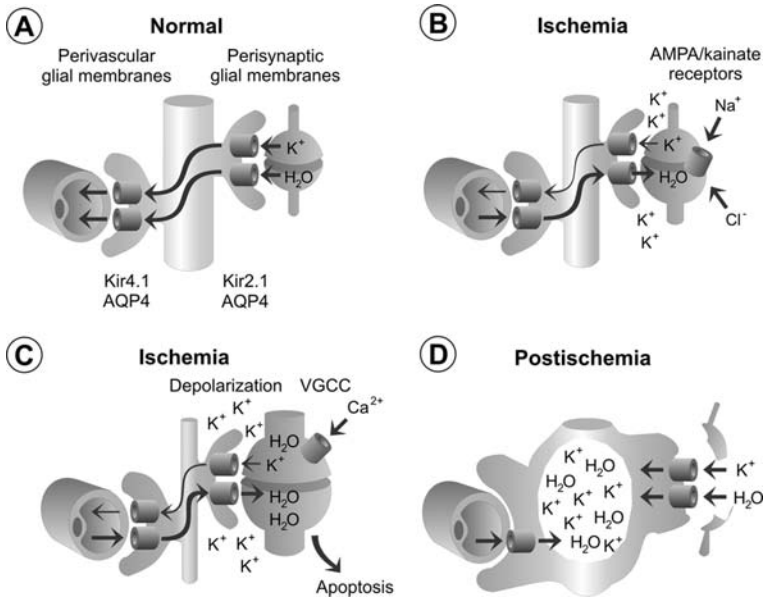 A
Normal
Perivascular
glial membranes
Perisynaptic
glial membranes
K⁺
H₂O
Kir4.1
AQP4
Kir2.1
AQP4
B
Ischemia
AMPA/kainate
receptors
K⁺
K⁺
K⁺
Na⁺
K⁺
H₂O
Cl⁻
K⁺
K⁺
C
Ischemia
Depolarization
VGCC
K⁺
K⁺
K⁺
Ca²⁺
H₂O
K⁺
H₂O
H₂O
K⁺
K⁺
K⁺
K⁺
Apoptosis
D
Postischemia
K⁺
H₂O
H₂O
K⁺
K⁺
K⁺
K⁺
K⁺
H₂O
H₂O
K⁺
K⁺
H₂O